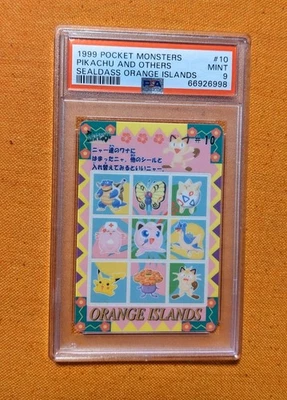 1999 POCKET MONSTERS #10
PIKACHU AND OTHERS MINT
SEALDASS ORANGE ISLANDS 9
PSA 66926998
#10
ニャー達のワナに
はまったニャ、他のシールと
入れ替えてみるといいニャー
ORANGE ISLANDS